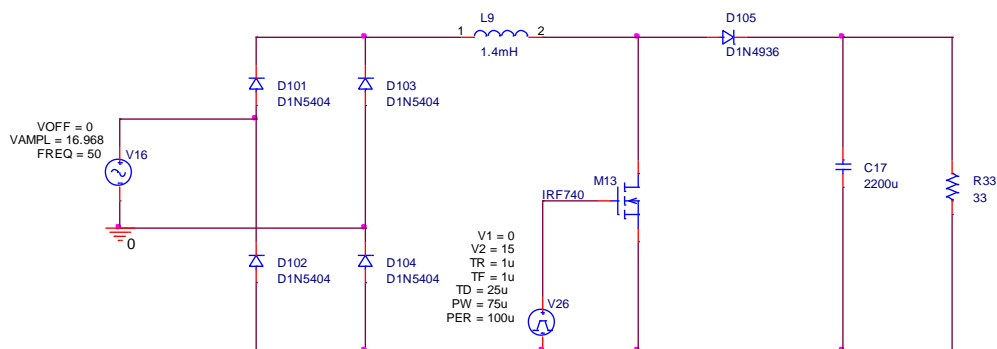 L9
1 2
1.4mH
D105
D1N4936
D101
D1N5404
D103
D1N5404
VOFF = 0
VAMPL = 16.968
FREQ = 50
V16
0
D102
D1N5404
D104
D1N5404
M13
IRF740
V1 = 0
V2 = 15
TR = 1u
TF = 1u
TD = 25u
PW = 75u
PER = 100u
V26
C17
2200u
R33
33